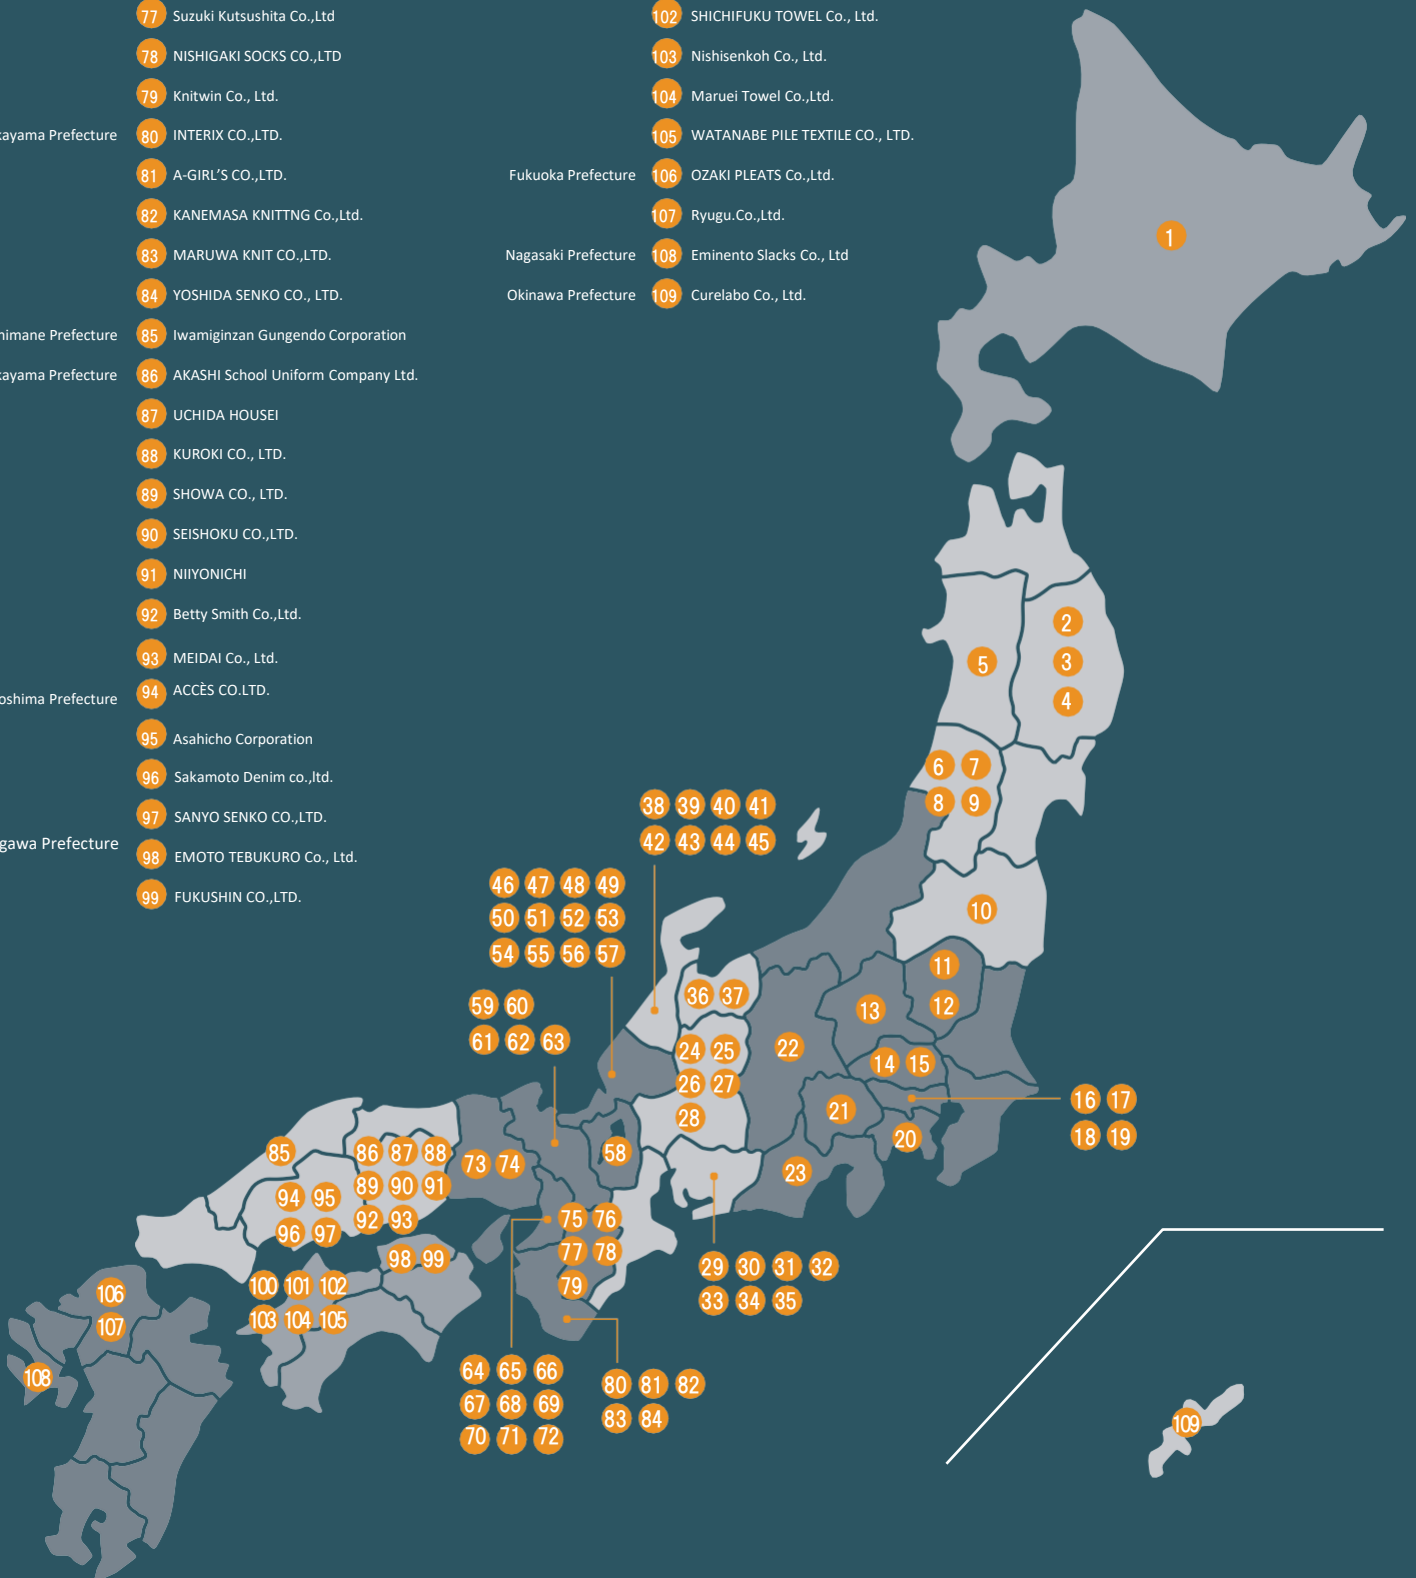 77 Suzuki Kutsushita Co.,Ltd
78 NISHIGAKI SOCKS CO.,LTD
79 Knitwin Co., Ltd.
kayama Prefecture 80 INTERIX CO.,LTD.
81 A-GIRL'S CO.,LTD.
82 KANEMASA KNITTNG Co.,Ltd.
83 MARUWA KNIT CO.,LTD.
84 YOSHIDA SENKO CO., LTD.
himane Prefecture 85 Iwamiginzan Gungendo Corporation
kayama Prefecture 86 AKASHI School Uniform Company Ltd.
87 UCHIDA HOUSEI
88 KUROKI CO., LTD.
89 SHOWA CO., LTD.
90 SEISHOKU CO.,LTD.
91 NIIYONICHI
92 Betty Smith Co.,Ltd.
93 MEIDAI Co., Ltd.
oshima Prefecture 94 ACCÈS CO.LTD.
95 Asahicho Corporation
96 Sakamoto Denim co.,ltd.
97 SANYO SENKO CO.,LTD.
gawa Prefecture 98 EMOTO TEBUKURO Co., Ltd.
99 FUKUSHIN CO.,LTD.
102 SHICHIFUKU TOWEL Co., Ltd.
103 Nishisenkoh Co., Ltd.
104 Maruei Towel Co.,Ltd.
105 WATANABE PILE TEXTILE CO., LTD.
Fukuoka Prefecture 106 OZAKI PLEATS Co.,Ltd.
107 Ryugu.Co.,Ltd.
Nagasaki Prefecture 108 Eminento Slacks Co., Ltd
Okinawa Prefecture 109 Curelabo Co., Ltd.
1
2
3
4
5
6 7
8 9
10
11
12
13
14 15
16 17
18 19
20
21
22
23
24 25
26 27
28
29 30 31 32
33 34 35
36 37
38 39 40 41
42 43 44 45
46 47 48 49
50 51 52 53
54 55 56 57
58
59 60
61 62 63
64 65 66
67 68 69
70 71 72
73 74
75 76
77 78
79
80 81 82
83 84
85
86 87 88
89 90 91
92 93
94 95
96 97
98 99
100 101 102
103 104 105
106
107
108
109